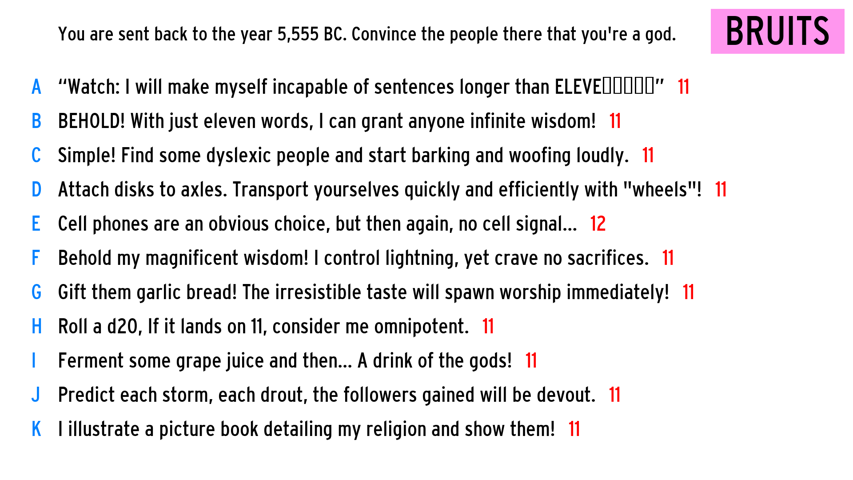 You are sent back to the year 5,555 BC. Convince the people there that you're a god.
BRUITS
A “Watch: I will make myself incapable of sentences longer than ELEVE▯▯▯▯▯” 11
B BEHOLD! With just eleven words, I can grant anyone infinite wisdom! 11
C Simple! Find some dyslexic people and start barking and woofing loudly. 11
D Attach disks to axles. Transport yourselves quickly and efficiently with "wheels"! 11
E Cell phones are an obvious choice, but then again, no cell signal... 12
F Behold my magnificent wisdom! I control lightning, yet crave no sacrifices. 11
G Gift them garlic bread! The irresistible taste will spawn worship immediately! 11
H Roll a d20, If it lands on 11, consider me omnipotent. 11
I Ferment some grape juice and then... A drink of the gods! 11
J Predict each storm, each drout, the followers gained will be devout. 11
K I illustrate a picture book detailing my religion and show them! 11